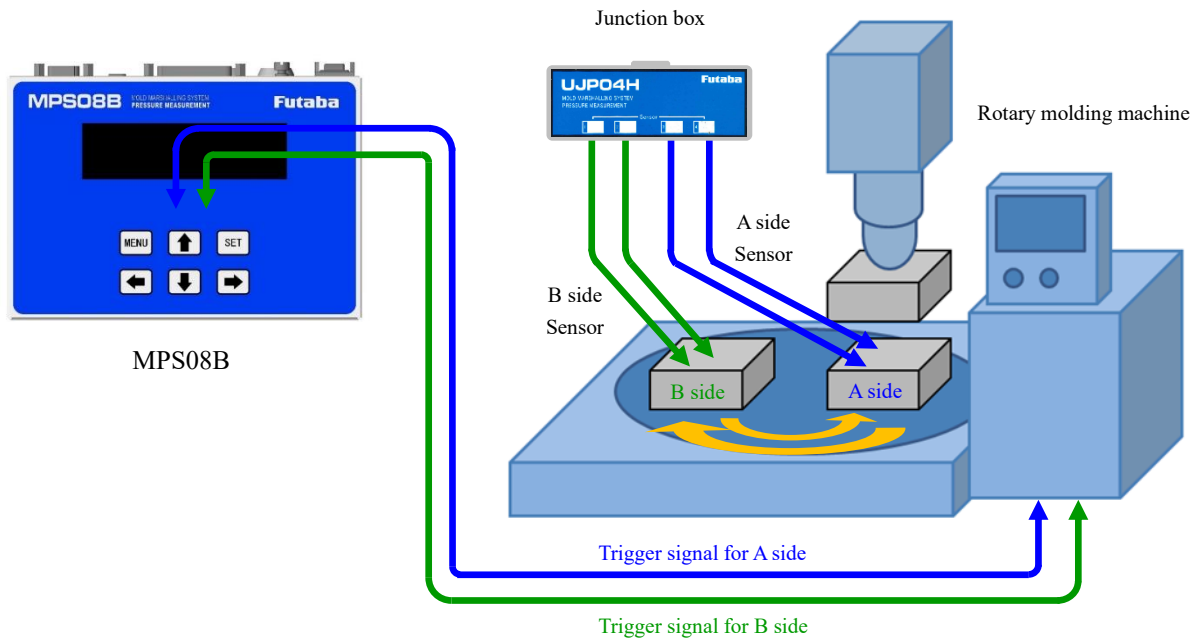 Junction box
MPS08B
MOLD MARSHALLING SYSTEM
PRESSURE MEASUREMENT
Futaba
MENU
SET
MPS08B
UJP04H
Futaba
MOLD MARSHALLING SYSTEM
PRESSURE MEASUREMENT
Sensor
Rotary molding machine
A side
Sensor
B side
Sensor
B side
A side
Trigger signal for A side
Trigger signal for B side